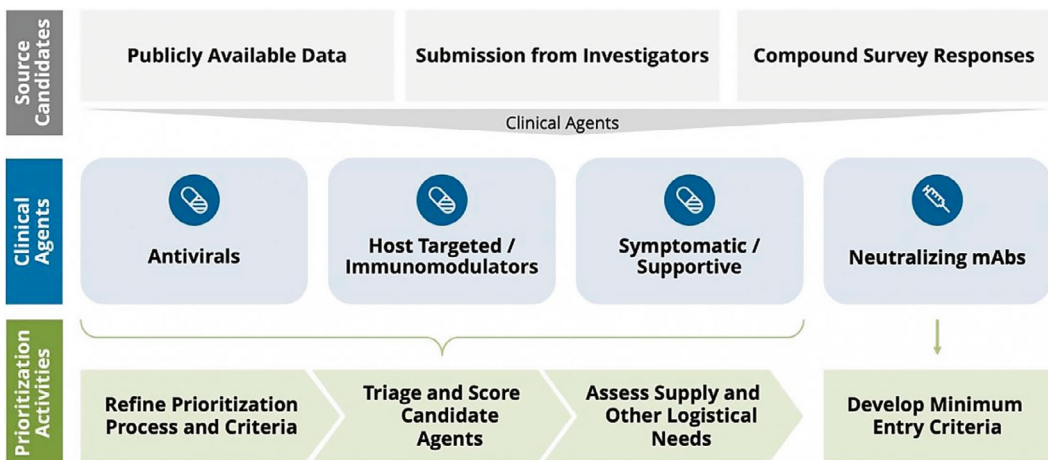 Source
Candidates
Publicly Available Data
Submission from Investigators
Compound Survey Responses
Clinical Agents
Clinical
Agents
Antivirals
Host Targeted /
Immunomodulators
Symptomatic /
Supportive
Neutralizing mAbs
Prioritization
Activities
Refine Prioritization
Process and Criteria
Triage and Score
Candidate
Agents
Assess Supply and
Other Logistical
Needs
Develop Minimum
Entry Criteria